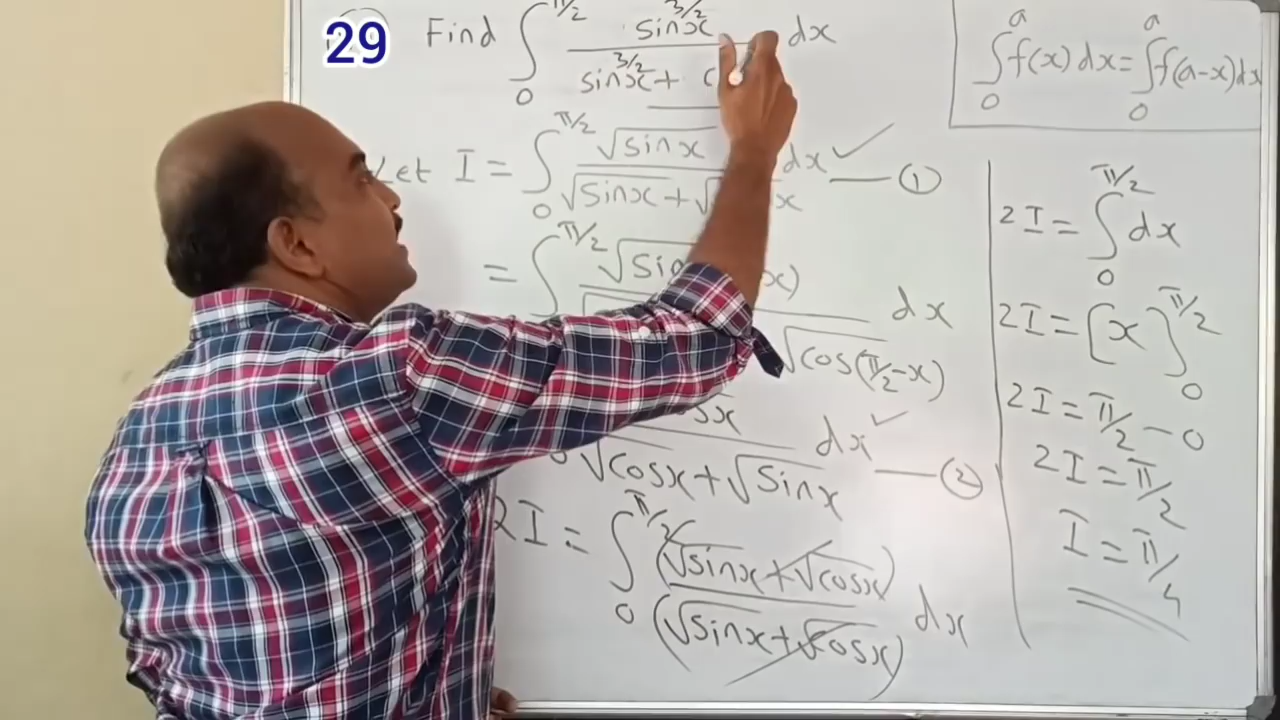 29 Find ∫₀^π/2 sin^3/2 x / sin^3/2 x + c dx
Let I = ∫₀^π/2 √sinx / √sinx + √ x dx ✓ — ①
= ∫ ^π/2 √sin x) / √cos(π/2-x) dx
sx / √cosx + √sinx dx ✓ — ②
2I = ∫₀^π/2 (√sinx+√cosx) / (√sinx+√cosx) dx
∫₀^a f(x) dx = ∫₀^a f(a-x)dx
2I = ∫₀^π/2 dx
2I = [x]₀^π/2
2I = π/2 - 0
2I = π/2
I = π/4